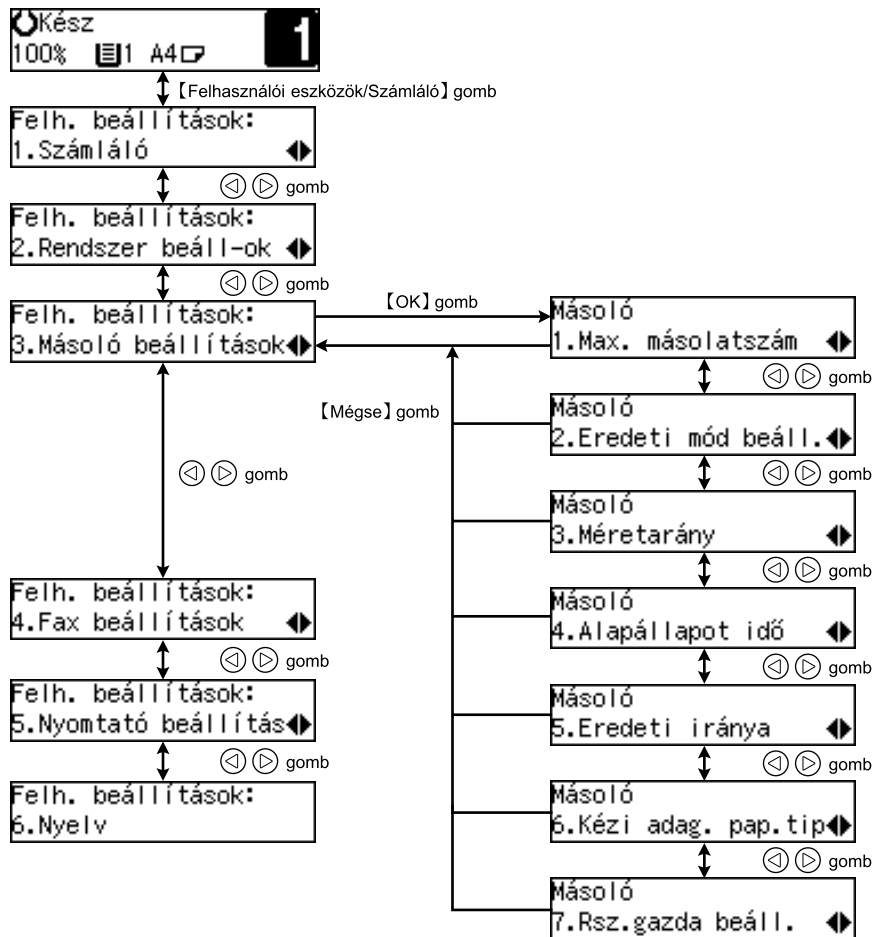 Kész
100% 1 A4
1
【Felhasználói eszközök/Számláló】gomb
Felh. beállítások:
1.Számláló
gomb
Felh. beállítások:
2.Rendszer beáll-ok
gomb
Felh. beállítások:
3.Másoló beállítások
【OK】gomb
【Mégse】gomb
gomb
Felh. beállítások:
4.Fax beállítások
gomb
Felh. beállítások:
5.Nyomtató beállítás
gomb
Felh. beállítások:
6.Nyelv
Másoló
1.Max. másolatszám
gomb
Másoló
2.Eredeti mód beáll.
gomb
Másoló
3.Méretarány
gomb
Másoló
4.Alapállapot idő
gomb
Másoló
5.Eredeti iránya
gomb
Másoló
6.Kézi adag. pap.tip
gomb
Másoló
7.Rsz.gazda beáll.